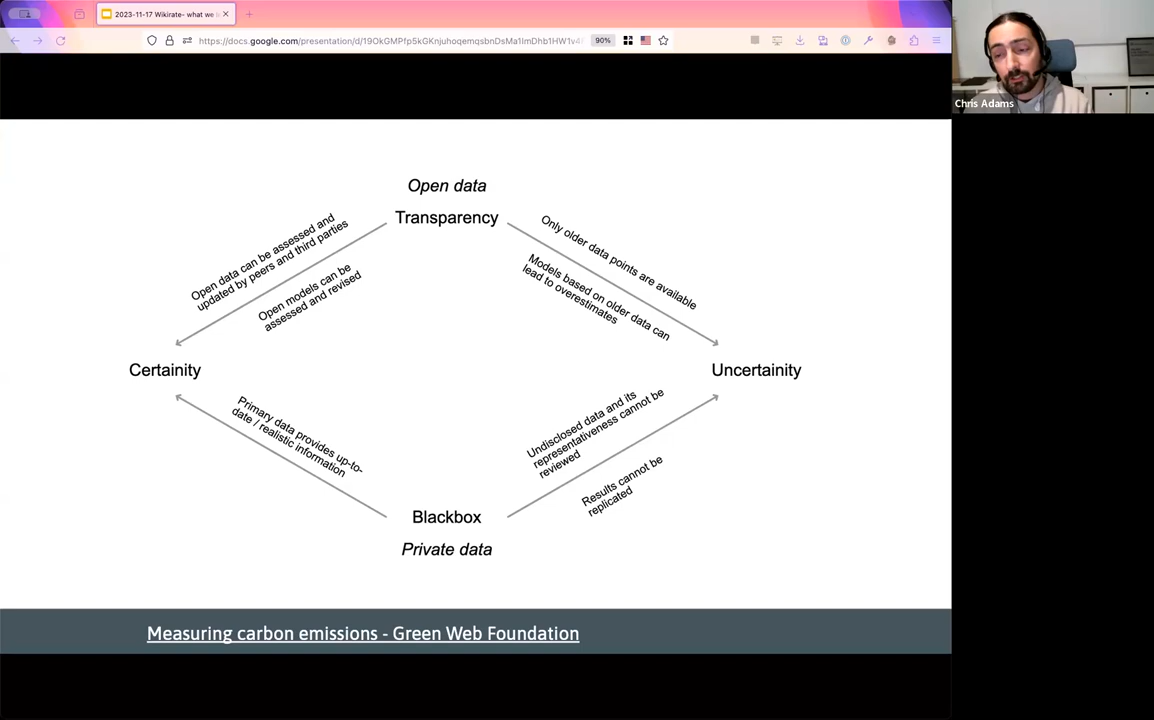 2023-11-17 Wikirate- what we
https://docs.google.com/presentation/d/19OkGMPfp5kGKnjuhoqemqsbnDsMa1ImDhb1HW1v4
90%
Chris Adams
Open data
Transparency
Open data can be assessed and
updated by peers and third parties
Open models can be
assessed and revised
Only older data points are available
Models based on older data can
lead to overestimates
Certainity
Uncertainity
Primary data provides up-to-
date / realistic information
Undisclosed data and its
representativeness cannot be
reviewed
Results cannot be
replicated
Blackbox
Private data
Measuring carbon emissions - Green Web Foundation